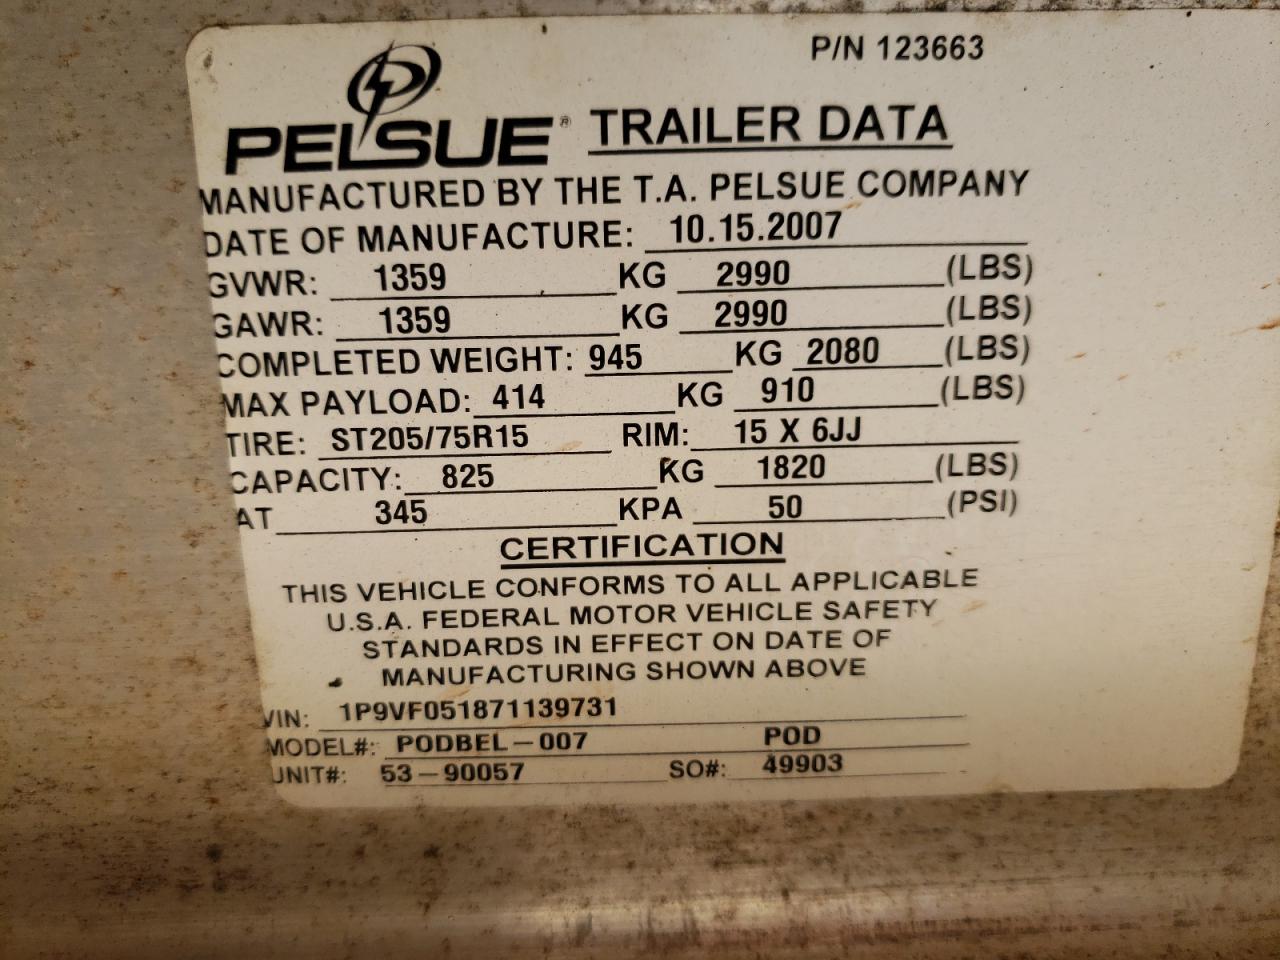 P/N 123663
PELSUE® TRAILER DATA
MANUFACTURED BY THE T.A. PELSUE COMPANY
DATE OF MANUFACTURE: 10.15.2007
GVWR: 1359 KG 2990 (LBS)
GAWR: 1359 KG 2990 (LBS)
COMPLETED WEIGHT: 945 KG 2080 (LBS)
MAX PAYLOAD: 414 KG 910 (LBS)
TIRE: ST205/75R15 RIM: 15 X 6JJ
CAPACITY: 825 KG 1820 (LBS)
AT 345 KPA 50 (PSI)
CERTIFICATION
THIS VEHICLE CONFORMS TO ALL APPLICABLE
U.S.A. FEDERAL MOTOR VEHICLE SAFETY
STANDARDS IN EFFECT ON DATE OF
MANUFACTURING SHOWN ABOVE
VIN: 1P9VF051871139731
MODEL#: PODBEL-007 POD
UNIT#: 53-90057 SO#: 49903